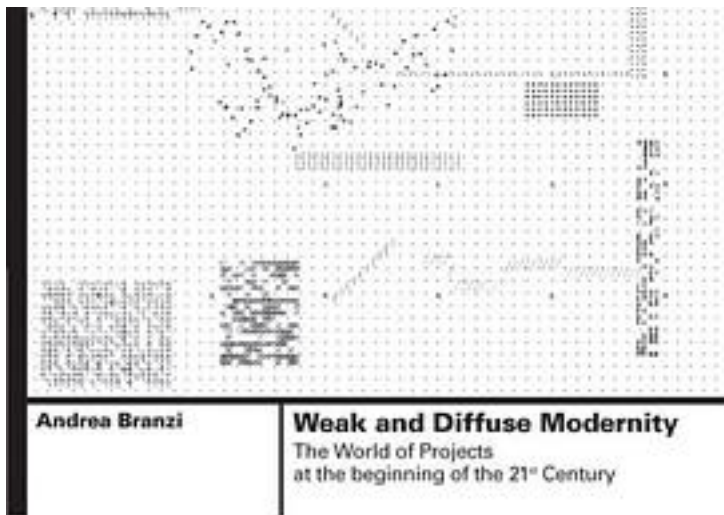 Andrea Branzi
Weak and Diffuse Modernity
The World of Projects
at the beginning of the 21st Century